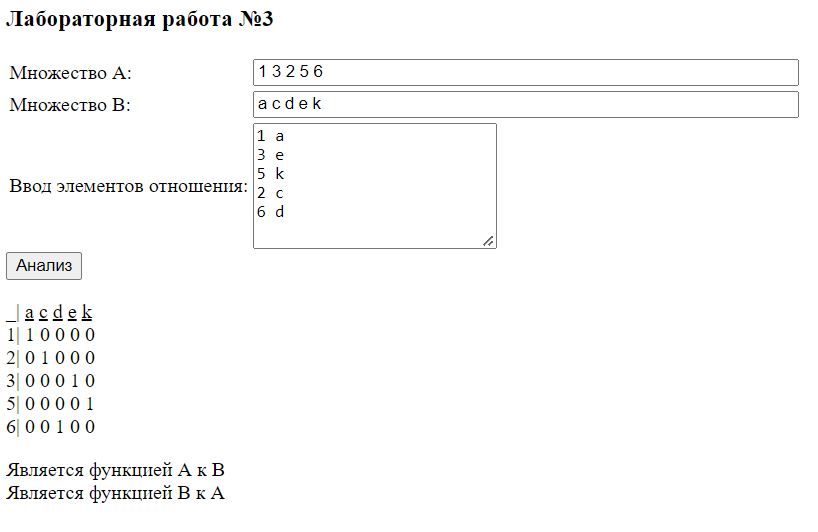 Лабораторная работа №3
Множество А: 1 3 2 5 6
Множество В: a c d e k
Ввод элементов отношения:
1 a
3 e
5 k
2 c
6 d
Анализ
_| a c d e k
1| 1 0 0 0 0
2| 0 1 0 0 0
3| 0 0 0 1 0
5| 0 0 0 0 1
6| 0 0 1 0 0
Является функцией А к В
Является функцией В к А